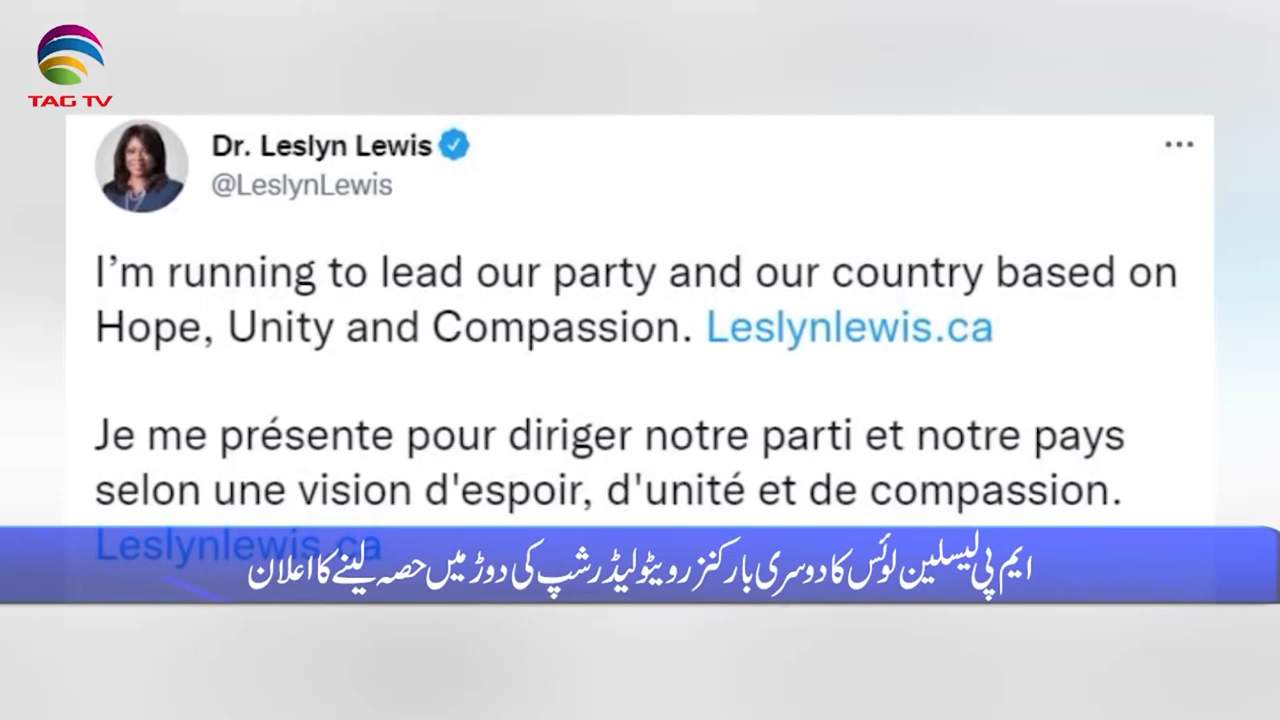 TAG TV
Dr. Leslyn Lewis
@LeslynLewis
I’m running to lead our party and our country based on
Hope, Unity and Compassion. Leslynlewis.ca
Je me présente pour diriger notre parti et notre pays
selon une vision d'espoir, d'unité et de compassion.
Leslynlewis.ca
ایم پی لیسلین لوئس کا دوسری بار کنزرویٹو لیڈرشپ کی دوڑ میں حصہ لینے کا اعلان